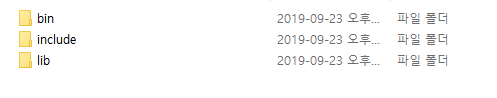 bin 2019-09-23 오후... 파일 폴더
include 2019-09-23 오후... 파일 폴더
lib 2019-09-23 오후... 파일 폴더